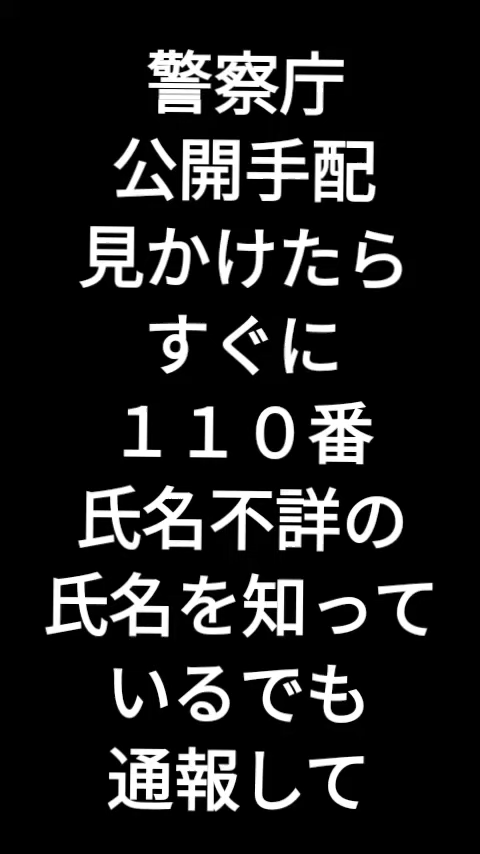 警察庁
公開手配
見かけたら
すぐに
１１０番
氏名不詳の
氏名を知って
いるでも
通報して